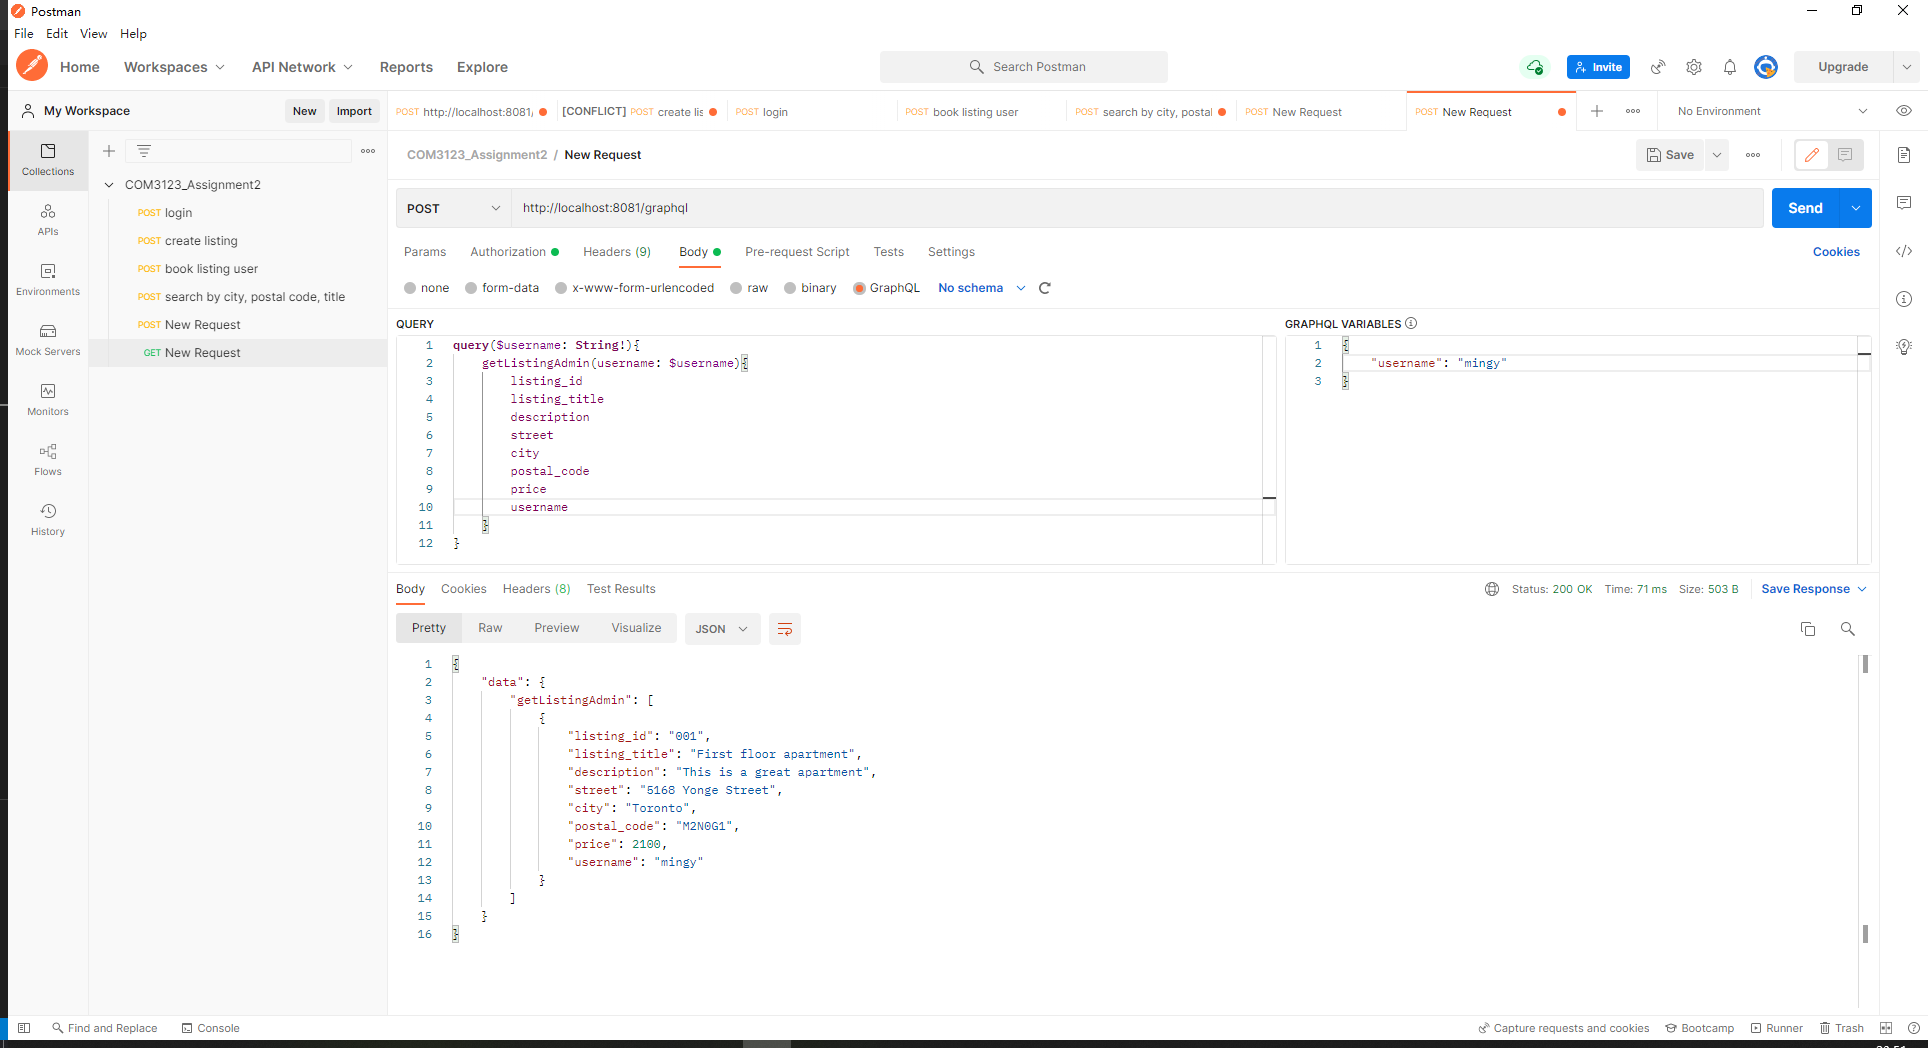 Postman
File Edit View Help
Home Workspaces API Network Reports Explore Search Postman Invite Upgrade
My Workspace New Import POST http://localhost:8081/ [CONFLICT] POST create lis POST login POST book listing user POST search by city, postal POST New Request POST New Request No Environment
COM3123_Assignment2 / New Request Save
Collections
APIs
Environments
Mock Servers
Monitors
Flows
History
COM3123_Assignment2
POST login
POST create listing
POST book listing user
POST search by city, postal code, title
POST New Request
GET New Request
POST http://localhost:8081/graphql Send
Params Authorization Headers (9) Body Pre-request Script Tests Settings Cookies
none form-data x-www-form-urlencoded raw binary GraphQL No schema
QUERY
1 query($username: String!){
2 getListingAdmin(username: $username){
3 listing_id
4 listing_title
5 description
6 street
7 city
8 postal_code
9 price
10 username
11 }
12 }
GRAPHQL VARIABLES
1 {
2 "username": "mingy"
3 }
Body Cookies Headers (8) Test Results Status: 200 OK Time: 71 ms Size: 503 B Save Response
Pretty Raw Preview Visualize JSON
1 {
2 "data": {
3 "getListingAdmin": [
4 {
5 "listing_id": "001",
6 "listing_title": "First floor apartment",
7 "description": "This is a great apartment",
8 "street": "5168 Yonge Street",
9 "city": "Toronto",
10 "postal_code": "M2N0G1",
11 "price": 2100,
12 "username": "mingy"
13 }
14 ]
15 }
16 }
Find and Replace Console Capture requests and cookies Bootcamp Runner Trash